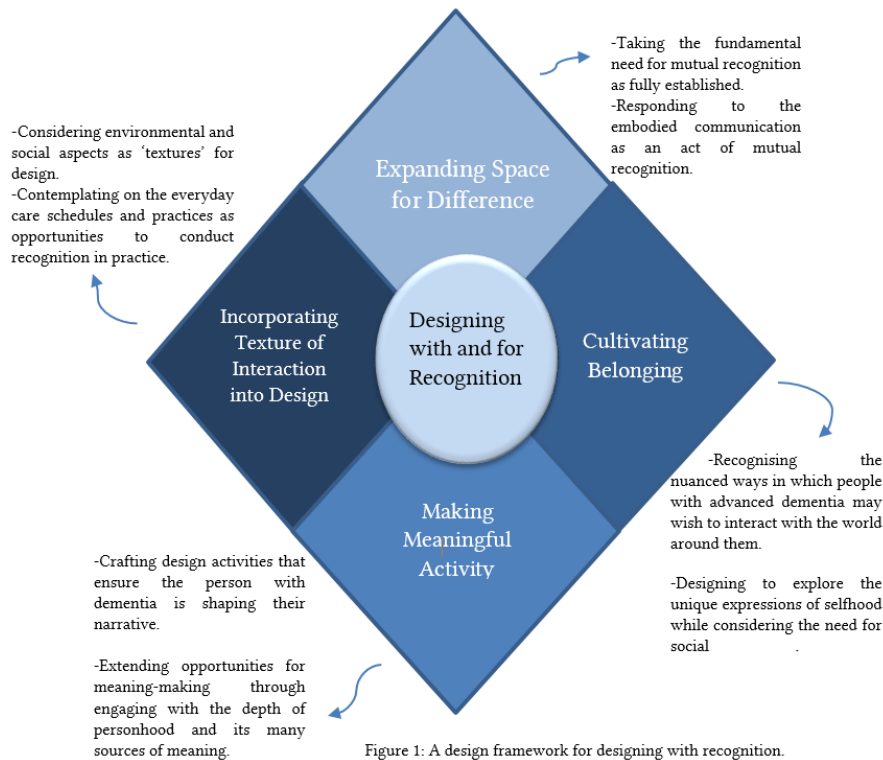 -Taking the fundamental
need for mutual recognition
as fully established.
-Responding to the
embodied communication
as an act of mutual
recognition.
-Considering environmental and
social aspects as ‘textures’ for
design.
-Contemplating on the everyday
care schedules and practices as
opportunities to conduct
recognition in practice.
Expanding Space
for Difference
Incorporating
Texture of
Interaction
into Design
Designing
with and for
Recognition
Cultivating
Belonging
Making
Meaningful
Activity
-Recognising the
nuanced ways in which people
with advanced dementia may
wish to interact with the world
around them.
-Designing to explore the
unique expressions of selfhood
while considering the need for
social .
-Crafting design activities that
ensure the person with
dementia is shaping their
narrative.
-Extending opportunities for
meaning-making through
engaging with the depth of
personhood and its many
sources of meaning.
Figure 1: A design framework for designing with recognition.